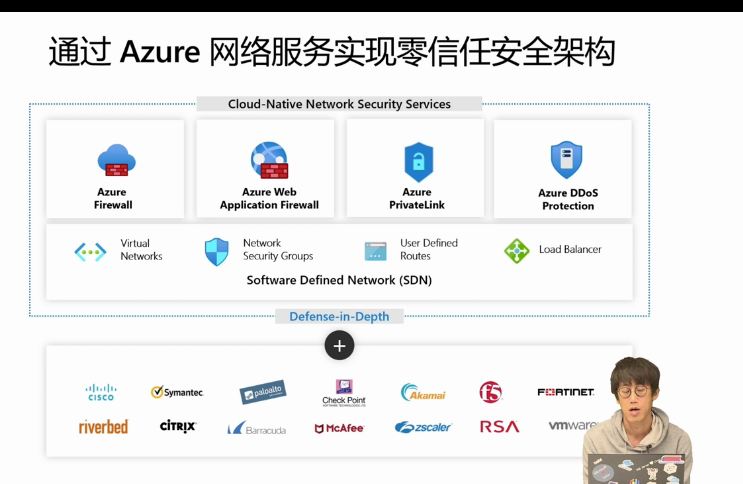 通过 Azure 网络服务实现零信任安全架构
Cloud-Native Network Security Services
Azure
Firewall
Azure Web
Application Firewall
Azure
PrivateLink
Azure DDoS
Protection
Virtual
Networks
Network
Security Groups
User Defined
Routes
Load Balancer
Software Defined Network (SDN)
Defense-in-Depth
+
CISCO
Symantec
paloalto
Check Point
SOFTWARE TECHNOLOGIES LTD
Akamai
F5
FORTINET
riverbed
CITRIX
Barracuda
McAfee
zscaler
RSA
vmware